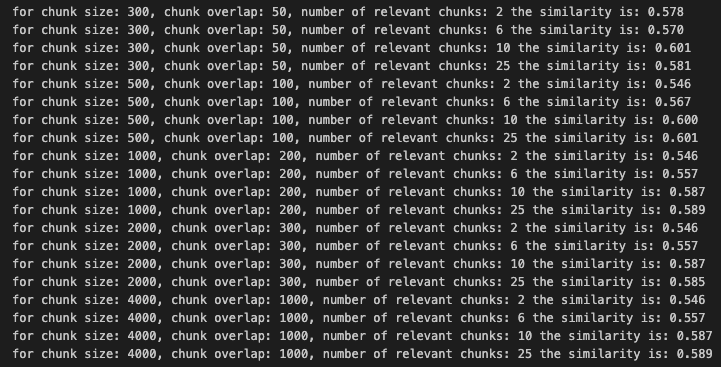 for chunk size: 300, chunk overlap: 50, number of relevant chunks: 2 the similarity is: 0.578
for chunk size: 300, chunk overlap: 50, number of relevant chunks: 6 the similarity is: 0.570
for chunk size: 300, chunk overlap: 50, number of relevant chunks: 10 the similarity is: 0.601
for chunk size: 300, chunk overlap: 50, number of relevant chunks: 25 the similarity is: 0.581
for chunk size: 500, chunk overlap: 100, number of relevant chunks: 2 the similarity is: 0.546
for chunk size: 500, chunk overlap: 100, number of relevant chunks: 6 the similarity is: 0.567
for chunk size: 500, chunk overlap: 100, number of relevant chunks: 10 the similarity is: 0.600
for chunk size: 500, chunk overlap: 100, number of relevant chunks: 25 the similarity is: 0.601
for chunk size: 1000, chunk overlap: 200, number of relevant chunks: 2 the similarity is: 0.546
for chunk size: 1000, chunk overlap: 200, number of relevant chunks: 6 the similarity is: 0.557
for chunk size: 1000, chunk overlap: 200, number of relevant chunks: 10 the similarity is: 0.587
for chunk size: 1000, chunk overlap: 200, number of relevant chunks: 25 the similarity is: 0.589
for chunk size: 2000, chunk overlap: 300, number of relevant chunks: 2 the similarity is: 0.546
for chunk size: 2000, chunk overlap: 300, number of relevant chunks: 6 the similarity is: 0.557
for chunk size: 2000, chunk overlap: 300, number of relevant chunks: 10 the similarity is: 0.587
for chunk size: 2000, chunk overlap: 300, number of relevant chunks: 25 the similarity is: 0.585
for chunk size: 4000, chunk overlap: 1000, number of relevant chunks: 2 the similarity is: 0.546
for chunk size: 4000, chunk overlap: 1000, number of relevant chunks: 6 the similarity is: 0.557
for chunk size: 4000, chunk overlap: 1000, number of relevant chunks: 10 the similarity is: 0.587
for chunk size: 4000, chunk overlap: 1000, number of relevant chunks: 25 the similarity is: 0.589